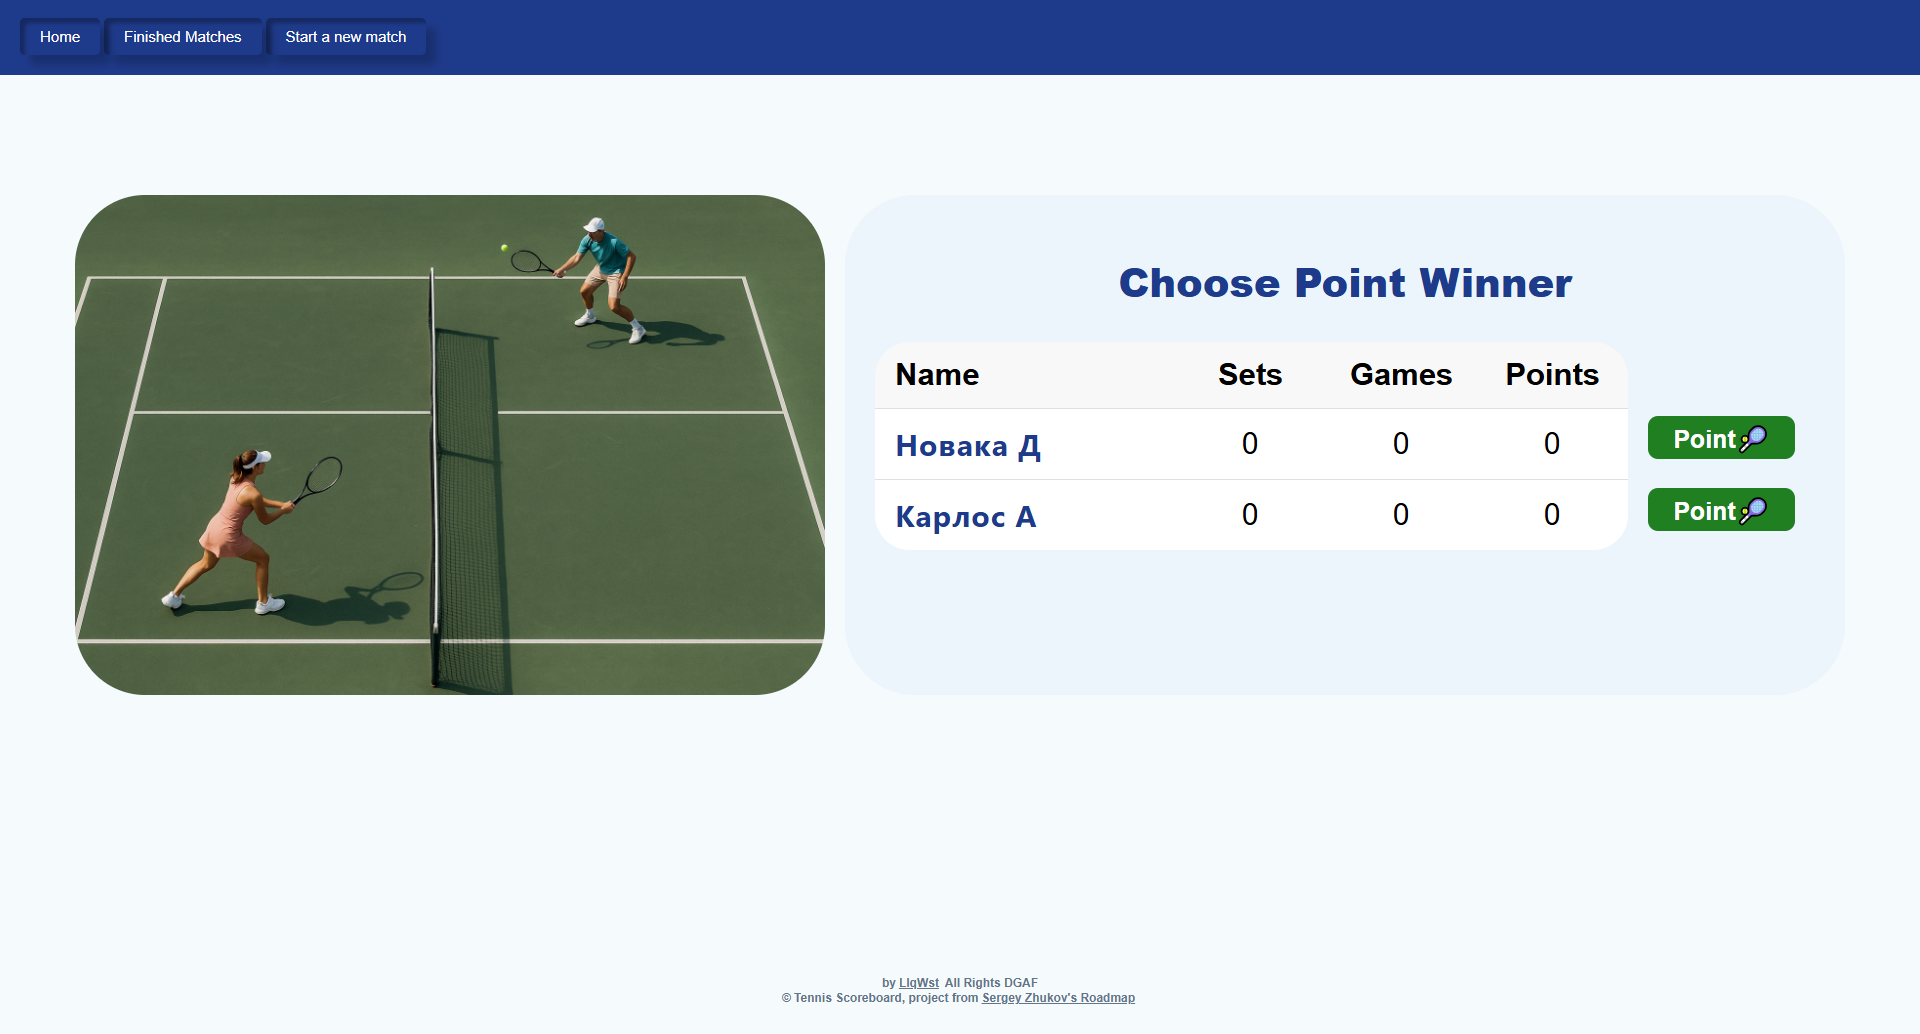 Home Finished Matches Start a new match
Choose Point Winner
Name Sets Games Points
Новака Д 0 0 0 Point
Карлос А 0 0 0 Point
by LIqWst All Rights DGAF
© Tennis Scoreboard, project from Sergey Zhukov's Roadmap